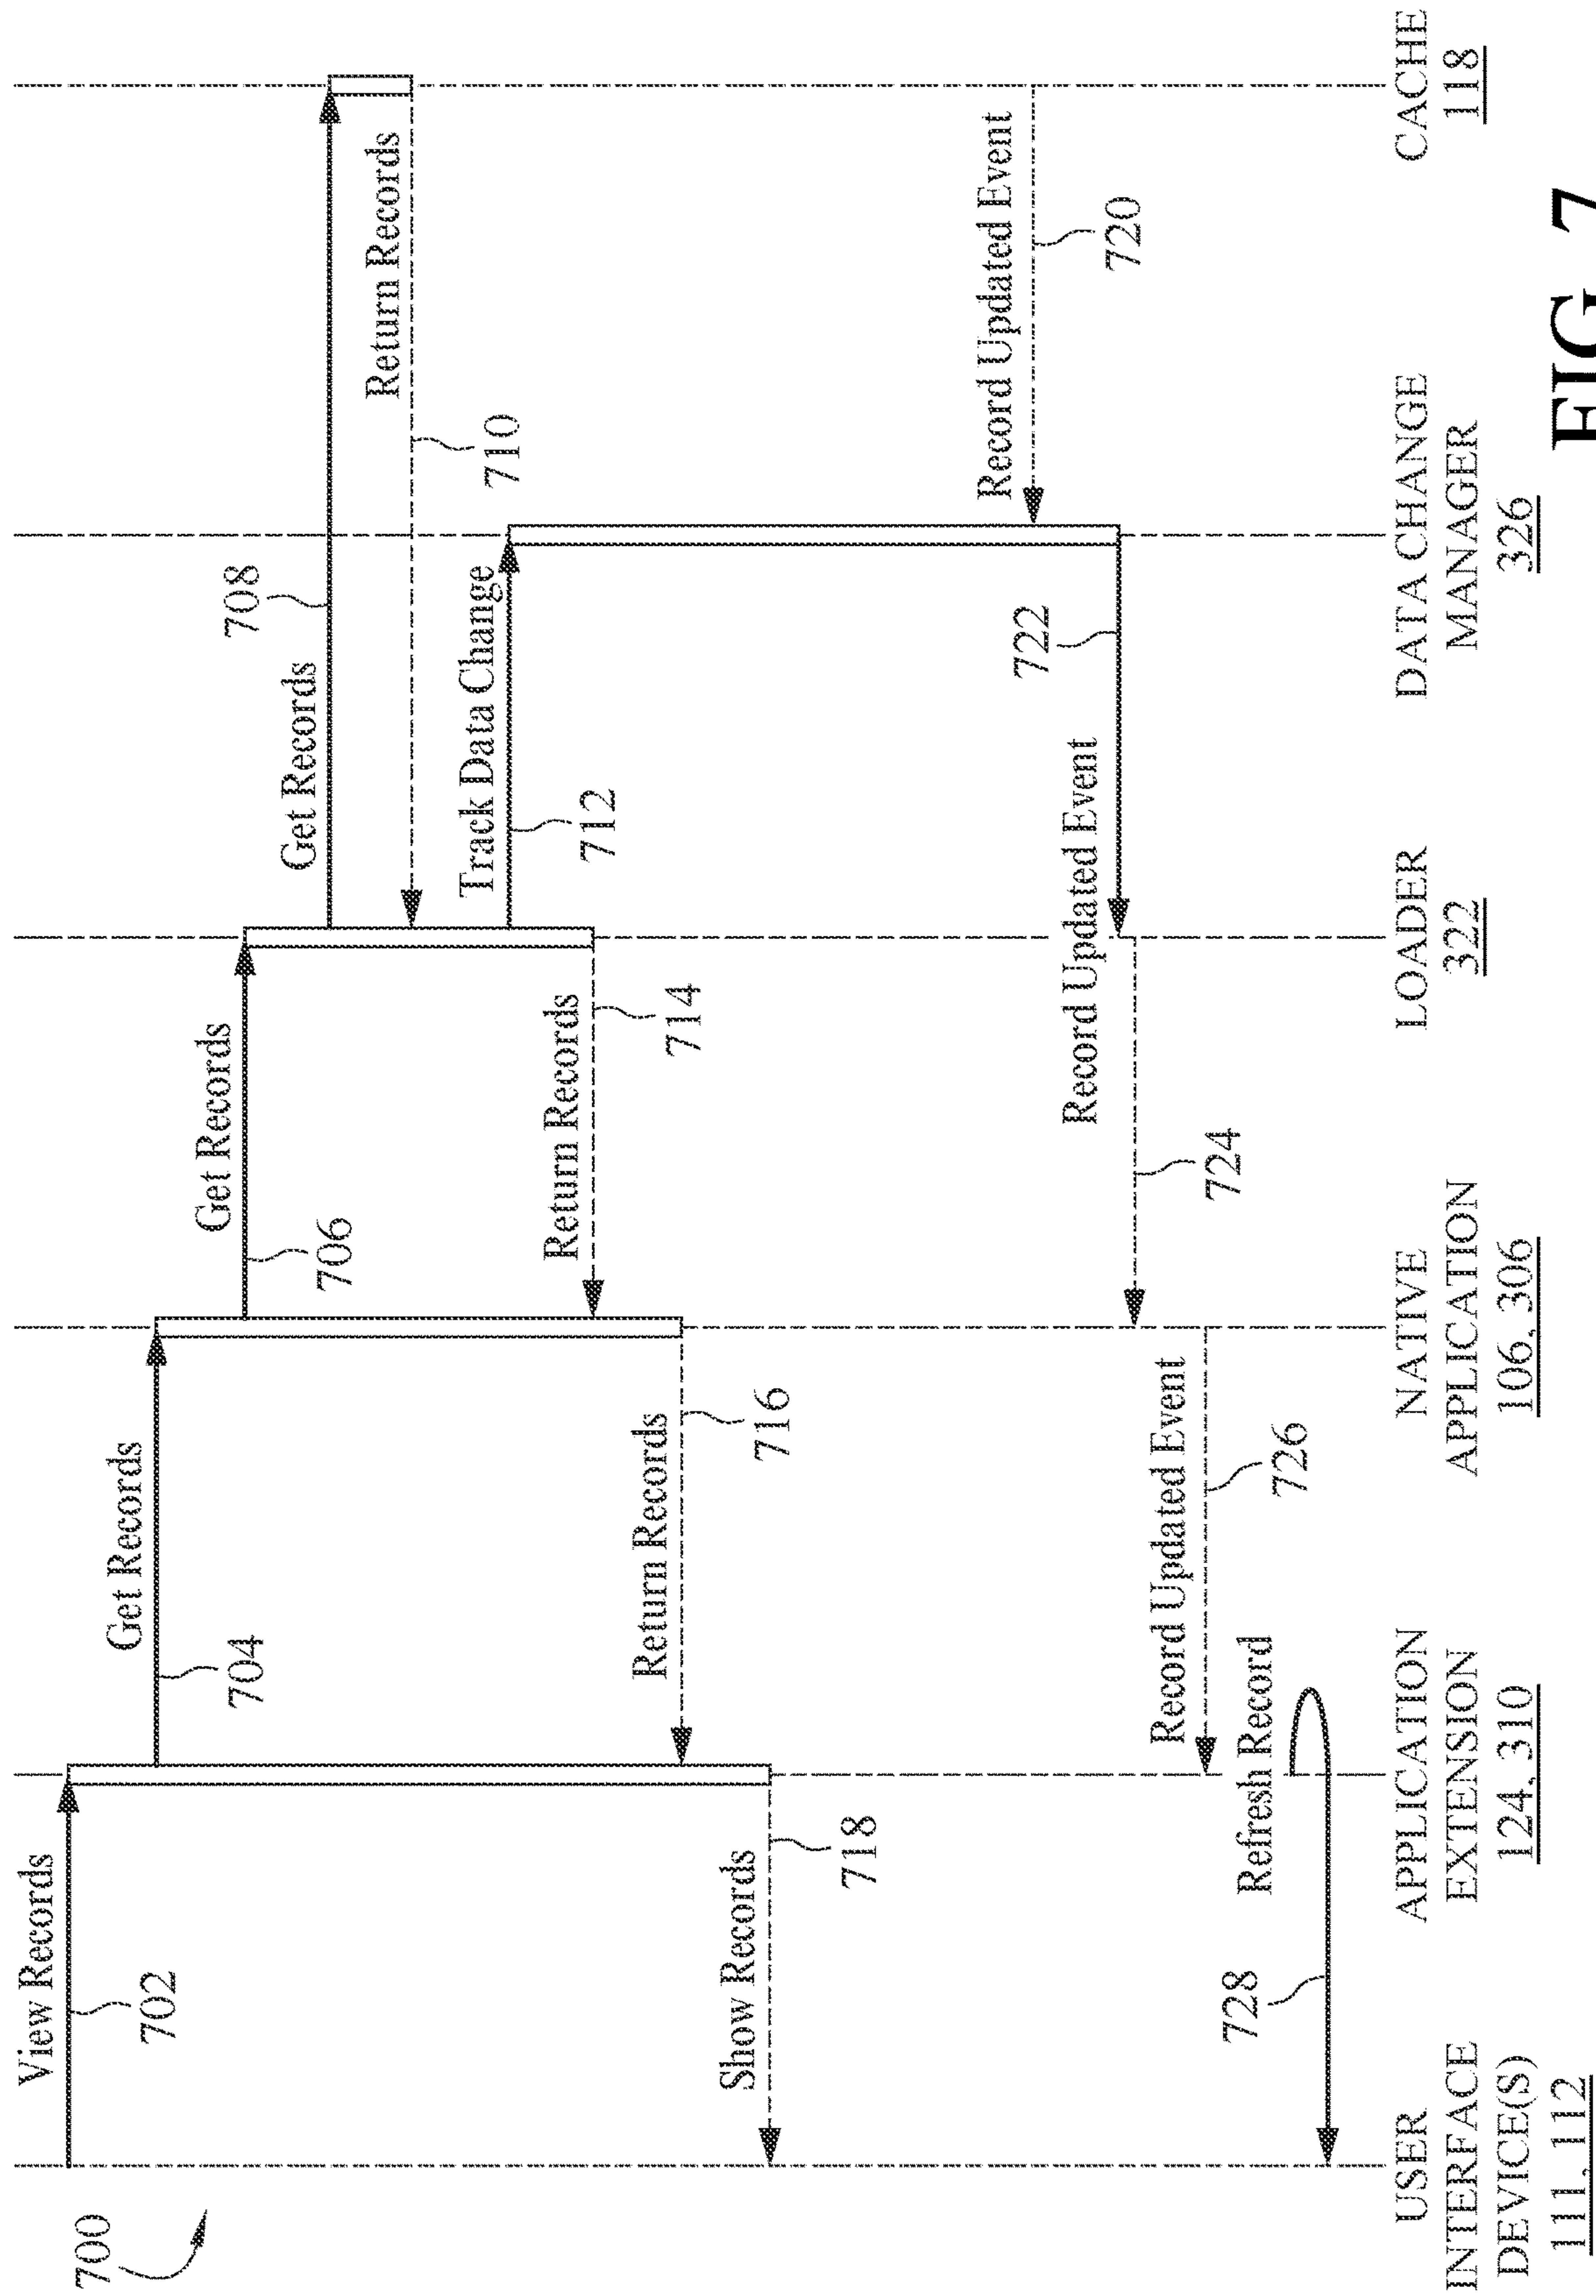 700
View Records
702
Get Records
704
Get Records
706
Get Records
708
Return Records
710
Track Data Change
712
Return Records
714
Return Records
716
Show Records
718
Record Updated Event
720
Record Updated Event
722
724
Record Updated Event
726
Refresh Record
728
USER
INTERFACE
DEVICE(S)
111, 112
APPLICATION
EXTENSION
124, 310
NATIVE
APPLICATION
106, 306
LOADER
322
DATA CHANGE
MANAGER
326
CACHE
118
FIG. 7